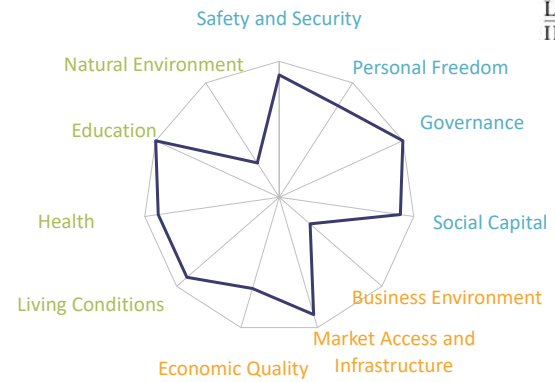 Safety and Security
Natural Environment
Personal Freedom
Education
Governance
Health
Social Capital
Living Conditions
Business Environment
Market Access and
Infrastructure
Economic Quality